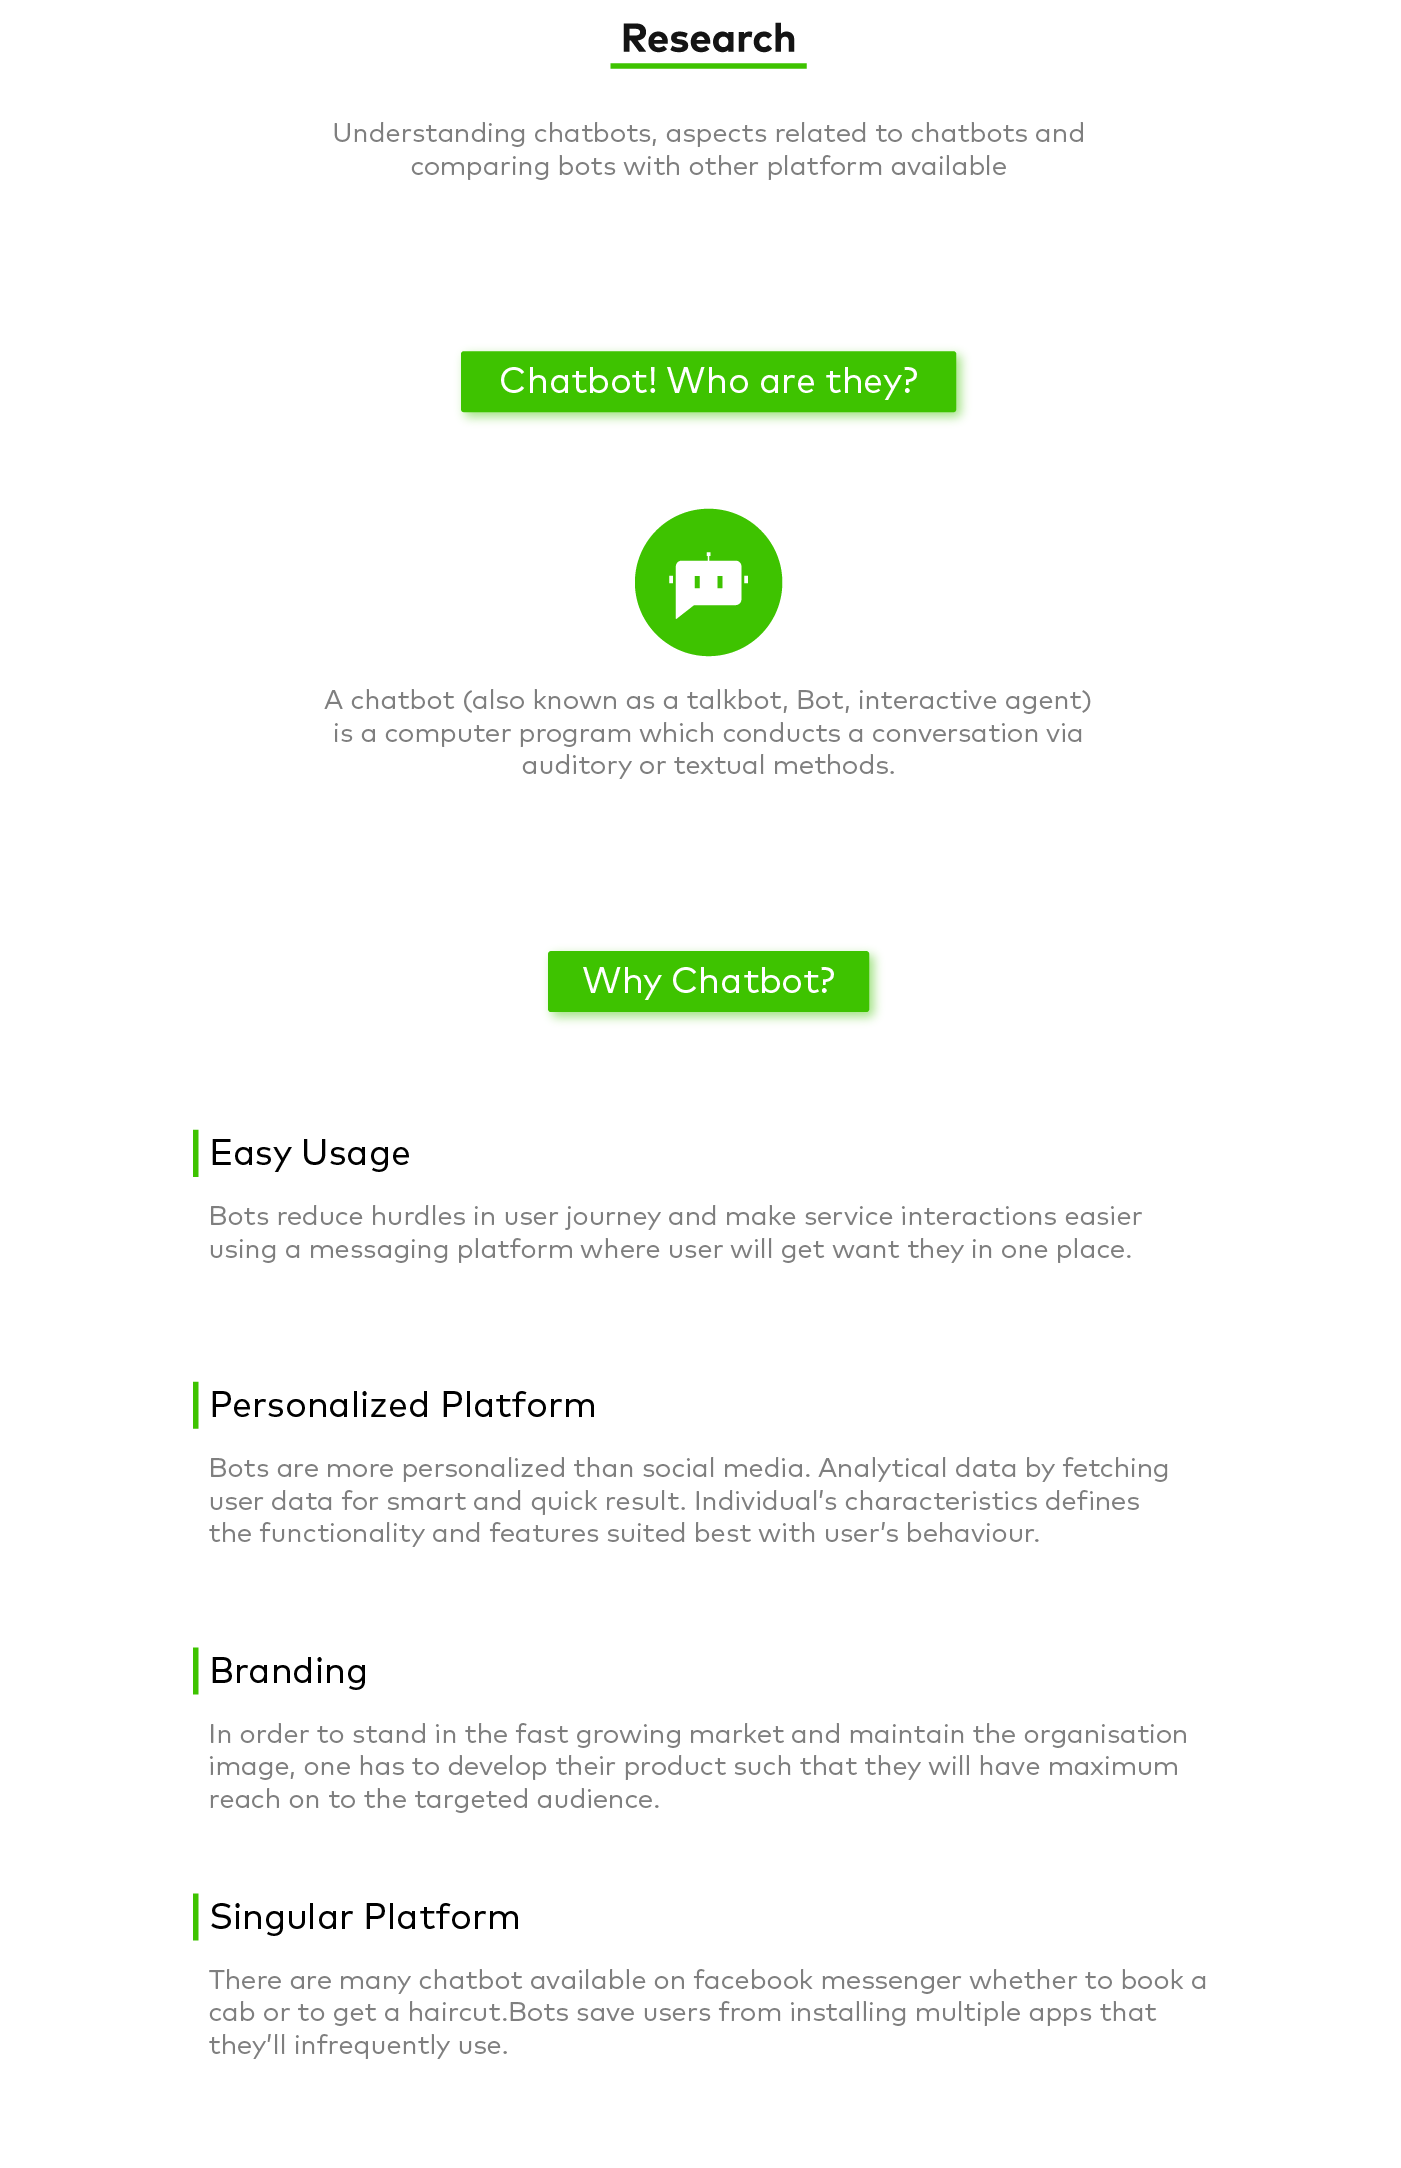 Research
Understanding chatbots, aspects related to chatbots and
comparing bots with other platform available
Chatbot! Who are they?
A chatbot (also known as a talkbot, Bot, interactive agent)
is a computer program which conducts a conversation via
auditory or textual methods.
Why Chatbot?
Easy Usage
Bots reduce hurdles in user journey and make service interactions easier
using a messaging platform where user will get want they in one place.
Personalized Platform
Bots are more personalized than social media. Analytical data by fetching
user data for smart and quick result. Individual’s characteristics defines
the functionality and features suited best with user’s behaviour.
Branding
In order to stand in the fast growing market and maintain the organisation
image, one has to develop their product such that they will have maximum
reach on to the targeted audience.
Singular Platform
There are many chatbot available on facebook messenger whether to book a
cab or to get a haircut.Bots save users from installing multiple apps that
they’ll infrequently use.